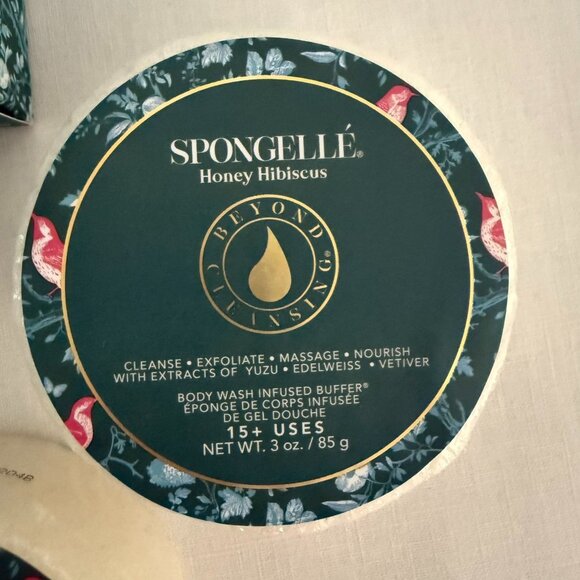 SPONGELLÉ®
Honey Hibiscus
BEYOND
CLEANSING®
CLEANSE • EXFOLIATE • MASSAGE • NOURISH
WITH EXTRACTS OF YUZU • EDELWEISS • VETIVER
BODY WASH INFUSED BUFFER®
ÉPONGE DE CORPS INFUSÉE
DE GEL DOUCHE
15+ USES
NET WT. 3 oz. / 85 g